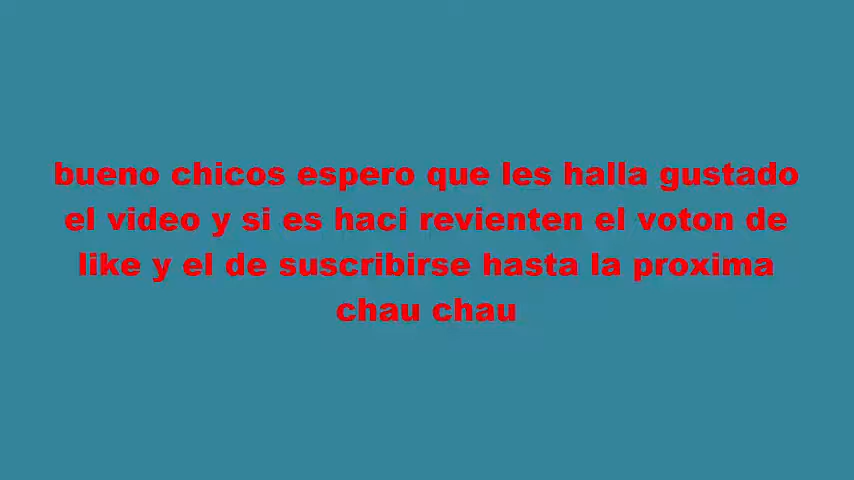 bueno chicos espero que les halla gustado
el video y si es haci revienten el voton de
like y el de suscribirse hasta la proxima
chau chau